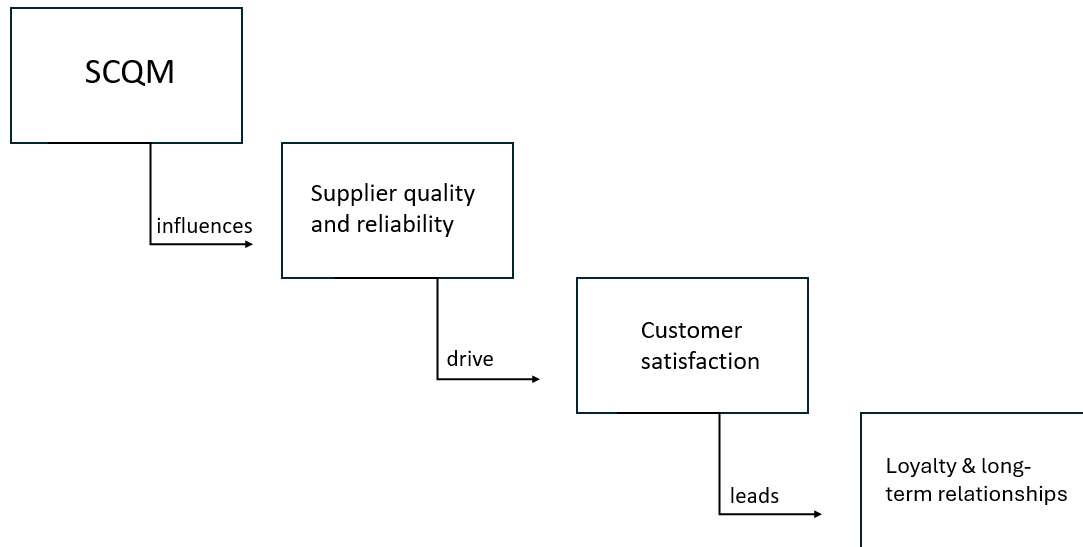 SCQM
influences
Supplier quality
and reliability
drive
Customer
satisfaction
leads
Loyalty & long-
term relationships